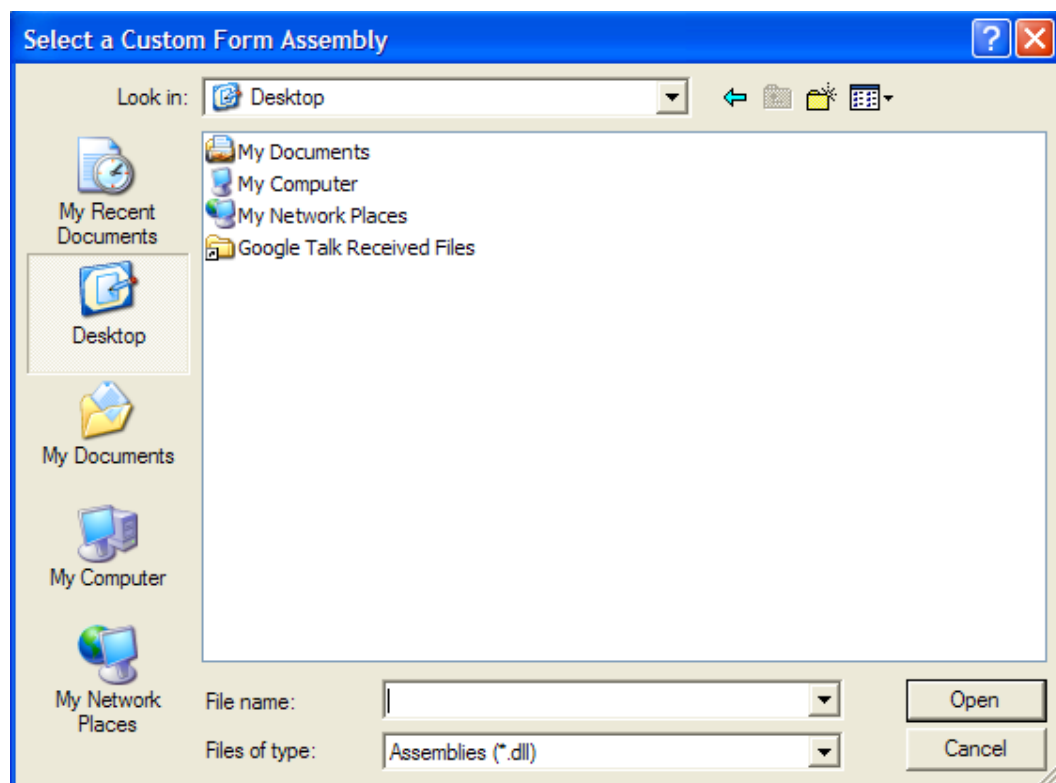 Select a Custom Form Assembly
Look in:
Desktop
My Recent
Documents
Desktop
My Documents
My Computer
My Network
Places
My Documents
My Computer
My Network Places
Google Talk Received Files
File name:
Open
Files of type:
Assemblies (*.dll)
Cancel